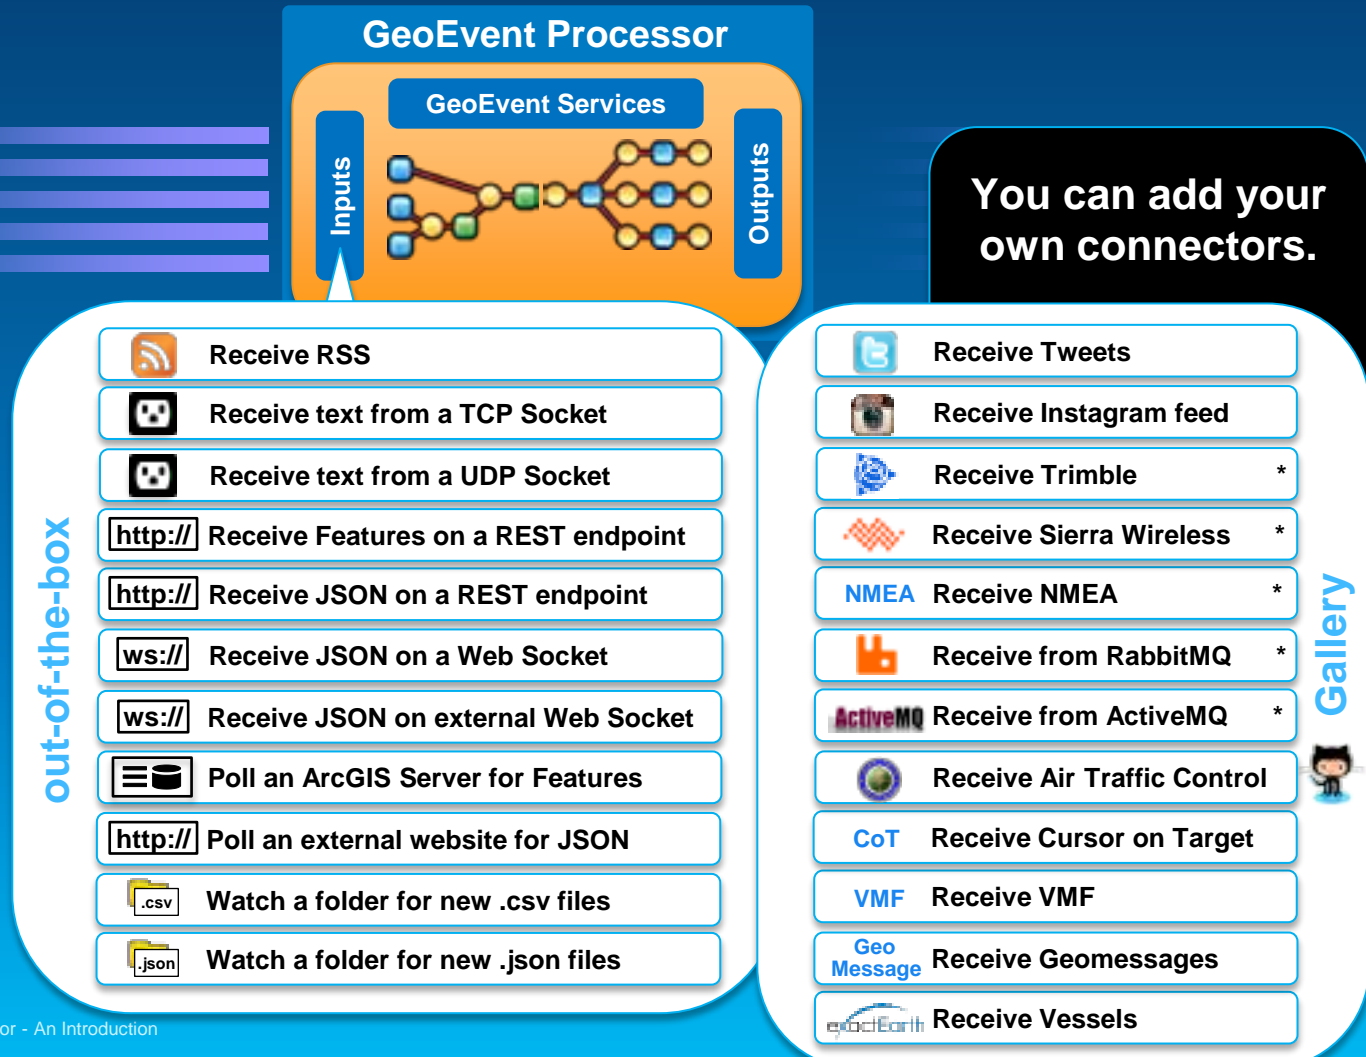 GeoEvent Processor
GeoEvent Services
Inputs
Outputs
You can add your
own connectors.
out-of-the-box
Receive RSS
Receive text from a TCP Socket
Receive text from a UDP Socket
http:// Receive Features on a REST endpoint
http:// Receive JSON on a REST endpoint
ws:// Receive JSON on a Web Socket
ws:// Receive JSON on external Web Socket
Poll an ArcGIS Server for Features
http:// Poll an external website for JSON
.csv Watch a folder for new .csv files
.json Watch a folder for new .json files
Receive Tweets
Receive Instagram feed
Receive Trimble *
Receive Sierra Wireless *
NMEA Receive NMEA *
Receive from RabbitMQ *
ActiveMQ Receive from ActiveMQ *
Receive Air Traffic Control
CoT Receive Cursor on Target
VMF Receive VMF
Geo
Message Receive Geomessages
exactEarth Receive Vessels
Gallery
or - An Introduction